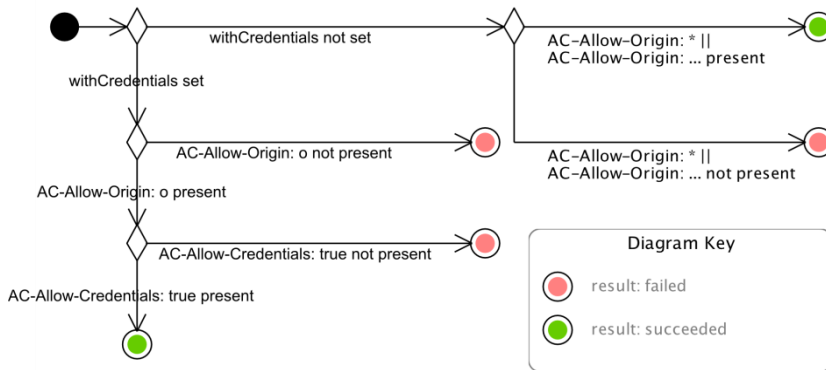 withCredentials not set
AC-Allow-Origin: * ||
AC-Allow-Origin: ... present
withCredentials set
AC-Allow-Origin: o not present
AC-Allow-Origin: * ||
AC-Allow-Origin: ... not present
AC-Allow-Origin: o present
AC-Allow-Credentials: true not present
AC-Allow-Credentials: true present
Diagram Key
result: failed
result: succeeded